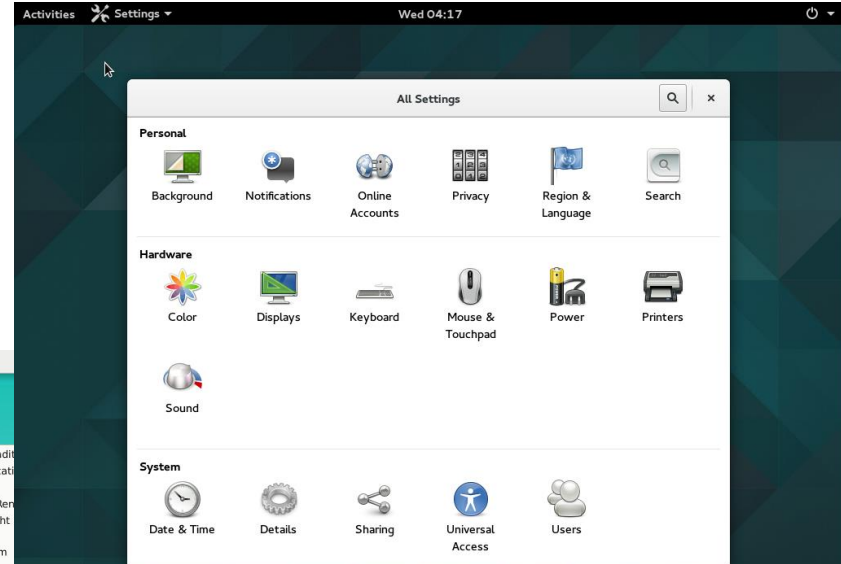 Activities Settings Wed 04:17
All Settings
Personal
Background Notifications Online Accounts Privacy Region & Language Search
Hardware
Color Displays Keyboard Mouse & Touchpad Power Printers
Sound
System
Date & Time Details Sharing Universal Access Users